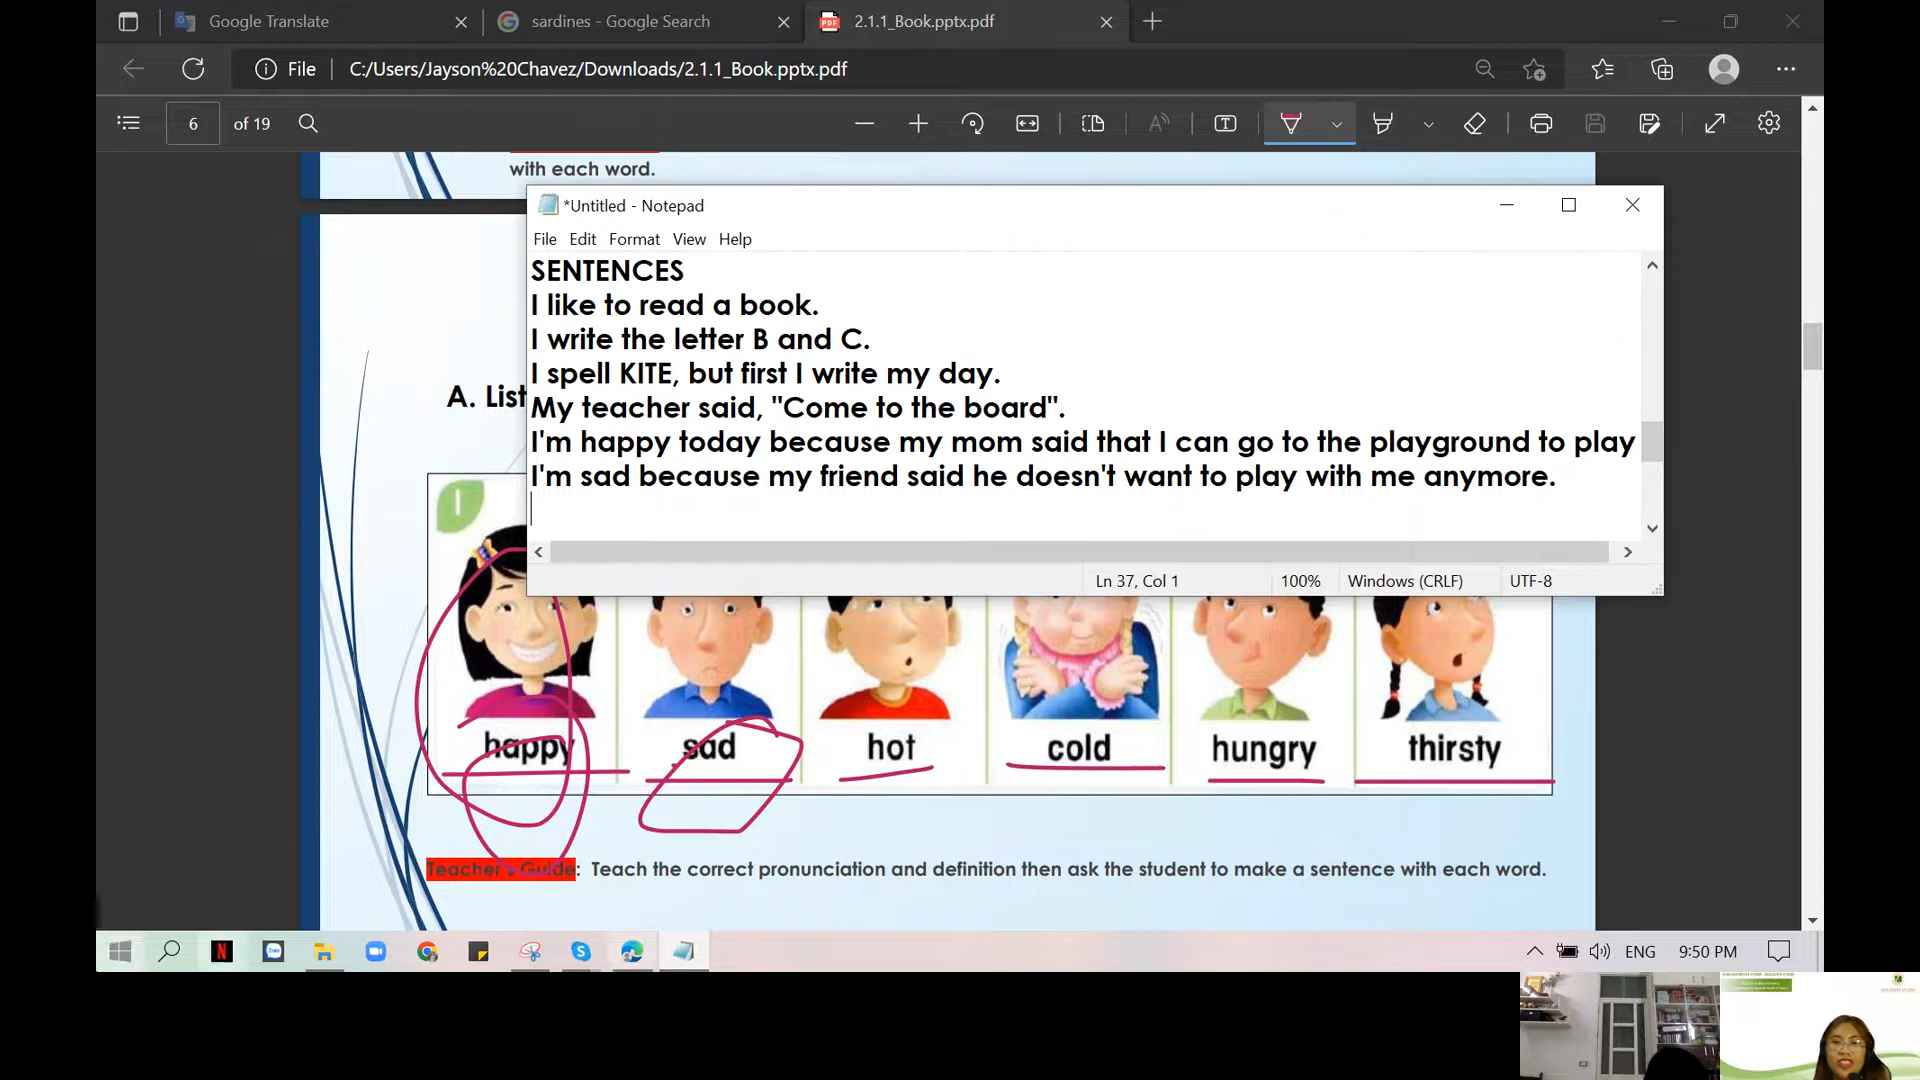 Google Translate
sardines - Google Search
2.1.1_Book.pptx.pdf
File
C:/Users/Jayson%20Chavez/Downloads/2.1.1_Book.pptx.pdf
6 of 19
with each word.
*Untitled - Notepad
File Edit Format View Help
SENTENCES
I like to read a book.
I write the letter B and C.
I spell KITE, but first I write my day.
My teacher said, "Come to the board".
I'm happy today because my mom said that I can go to the playground to play
I'm sad because my friend said he doesn't want to play with me anymore.
Ln 37, Col 1 100% Windows (CRLF) UTF-8
A. List
1
happy sad hot cold hungry thirsty
Teacher's Guide: Teach the correct pronunciation and definition then ask the student to make a sentence with each word.
ENG 9:50 PM